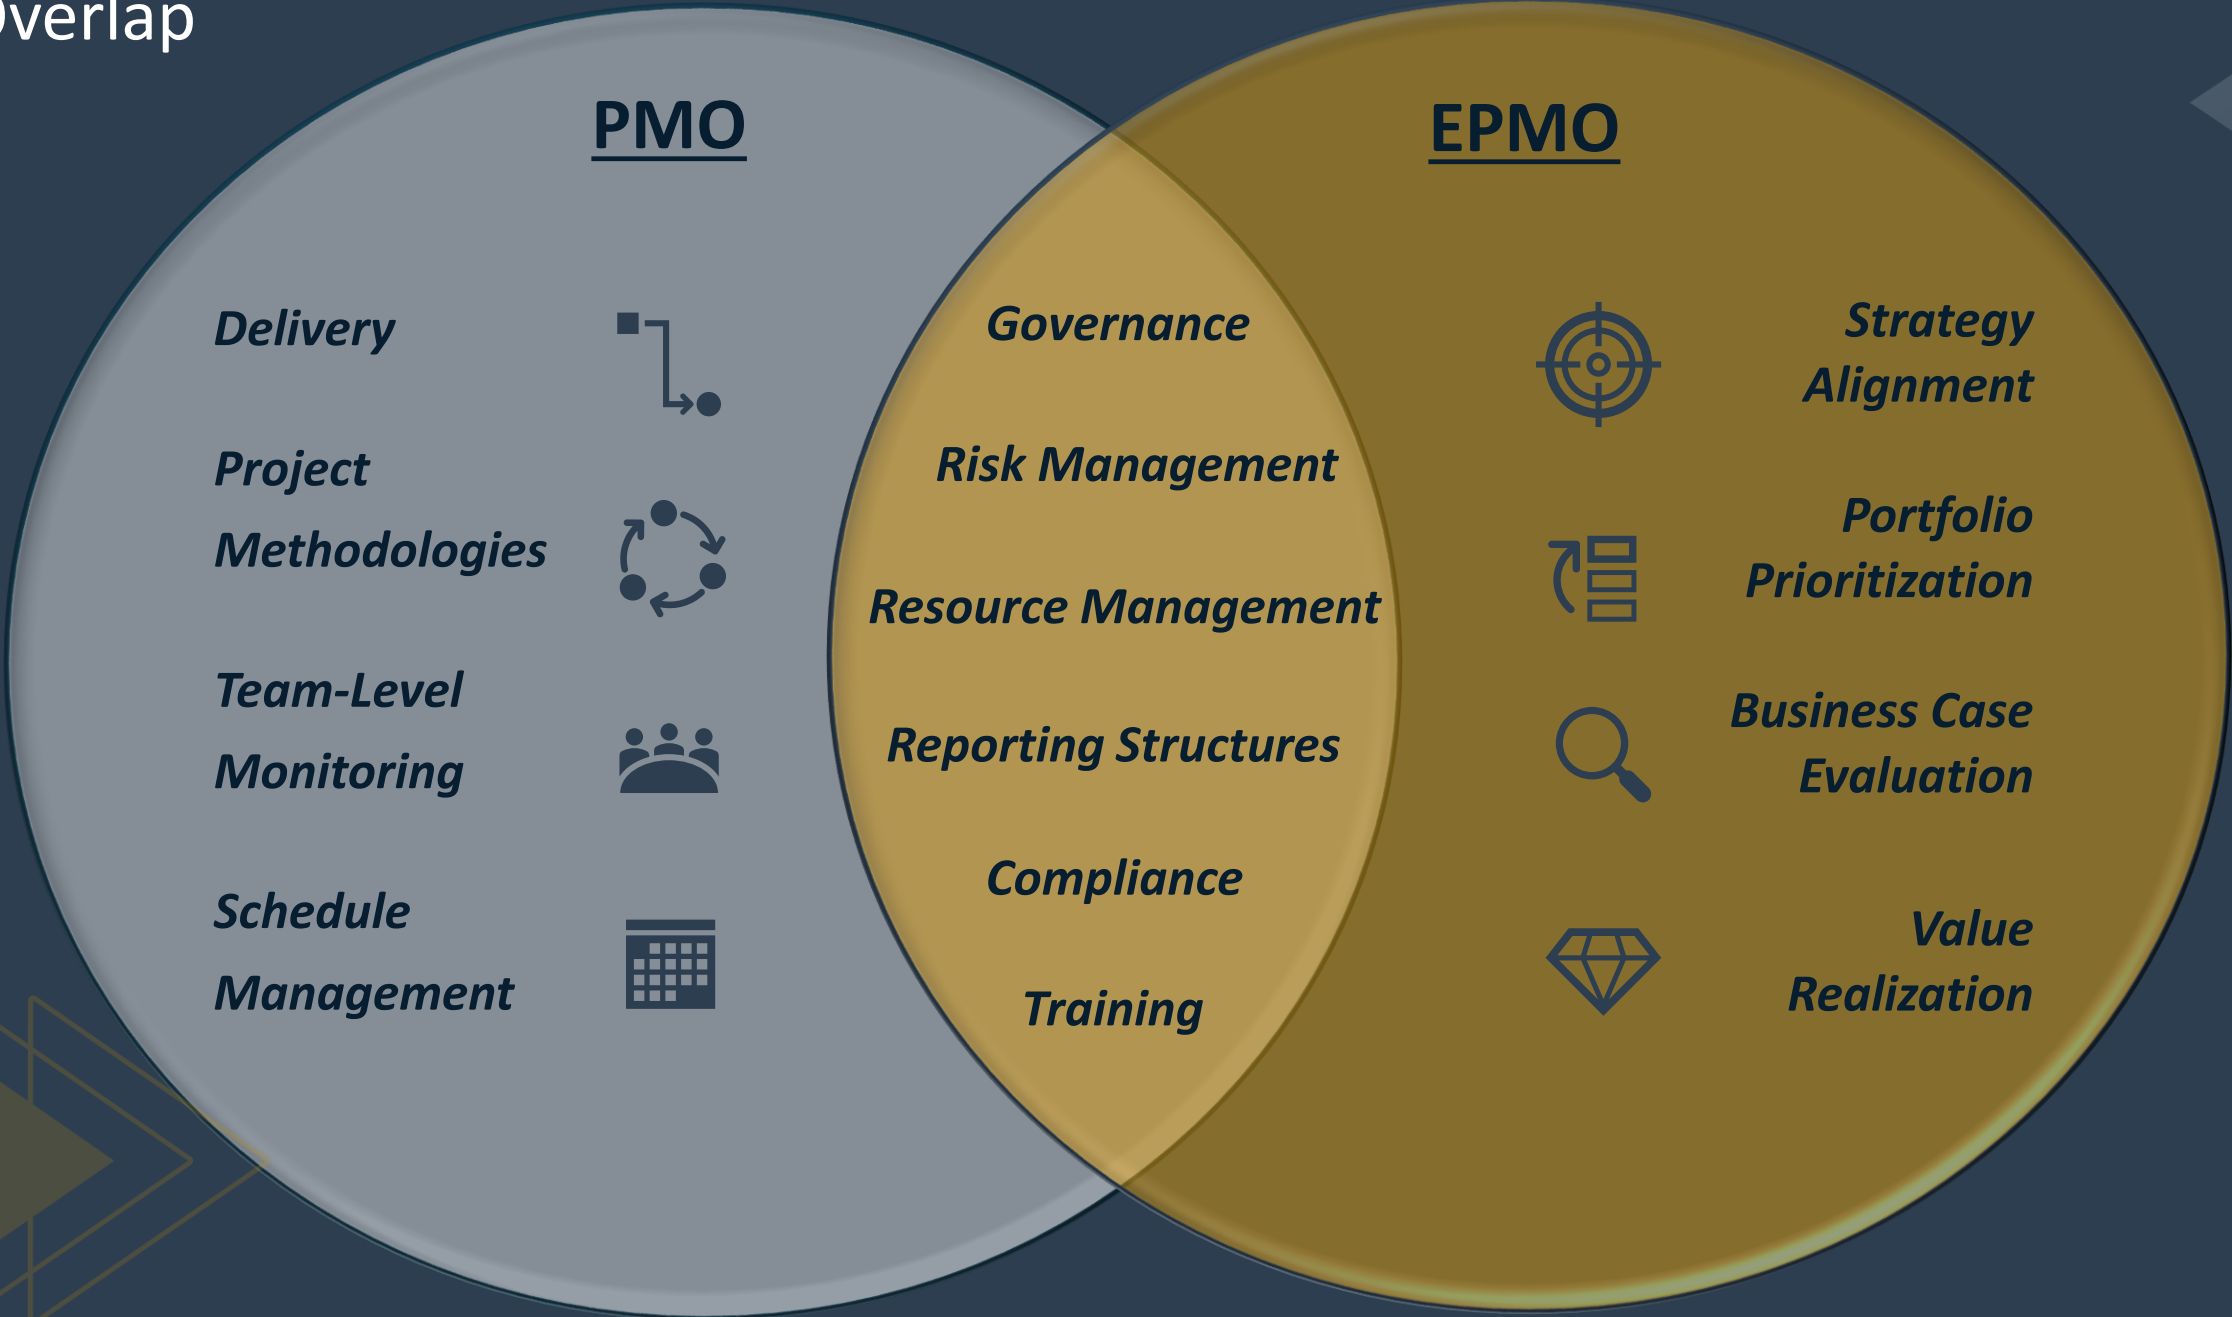 Overlap
PMO
EPMO
Delivery
Project
Methodologies
Team-Level
Monitoring
Schedule
Management
Governance
Risk Management
Resource Management
Reporting Structures
Compliance
Training
Strategy
Alignment
Portfolio
Prioritization
Business Case
Evaluation
Value
Realization